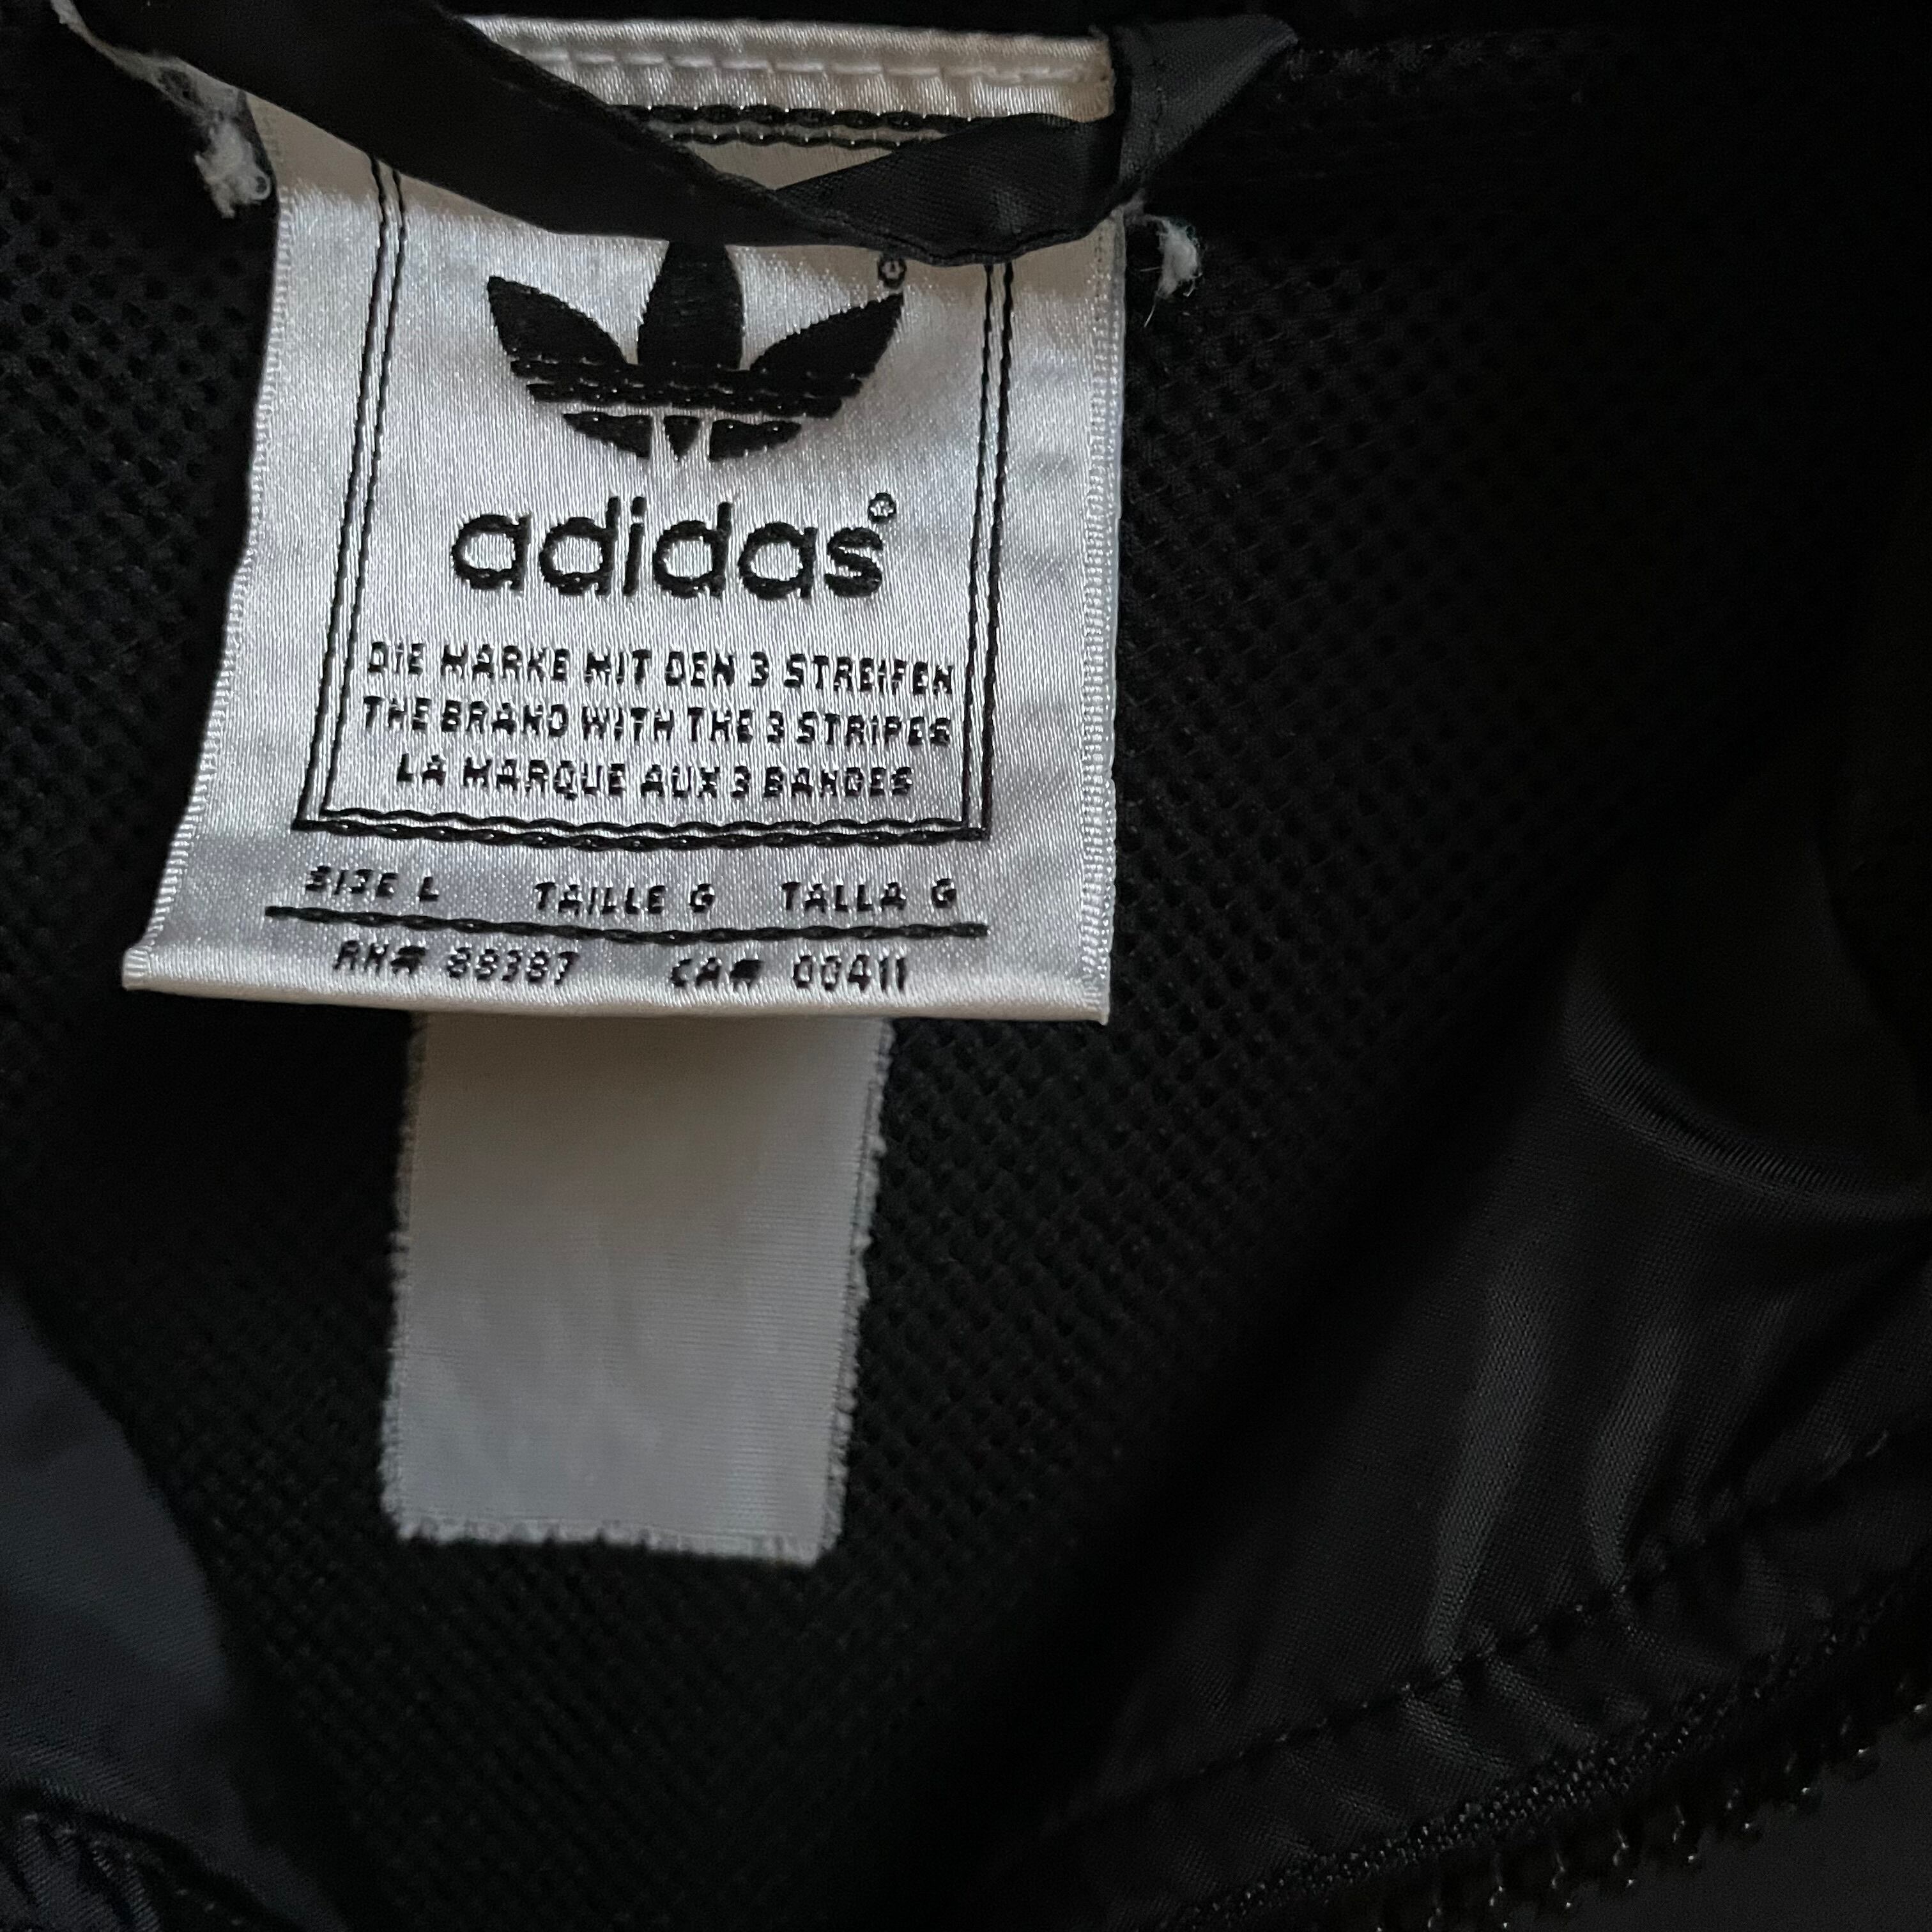 adidas®
DIE MARKE MIT DEN 3 STREIFEN
THE BRAND WITH THE 3 STRIPES
LA MARQUE AUX 3 BANDES
SIZE L TAILLE G TALLA G
RN# 88387 CA# 00411